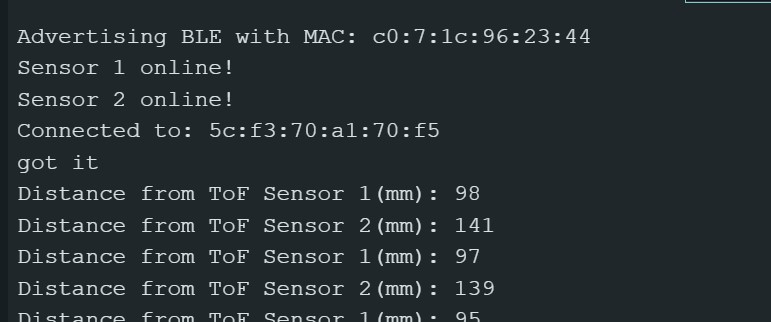 Advertising BLE with MAC: c0:7:1c:96:23:44
Sensor 1 online!
Sensor 2 online!
Connected to: 5c:f3:70:a1:70:f5
got it
Distance from ToF Sensor 1(mm): 98
Distance from ToF Sensor 2(mm): 141
Distance from ToF Sensor 1(mm): 97
Distance from ToF Sensor 2(mm): 139
Distance from ToF Sensor 1(mm): 95